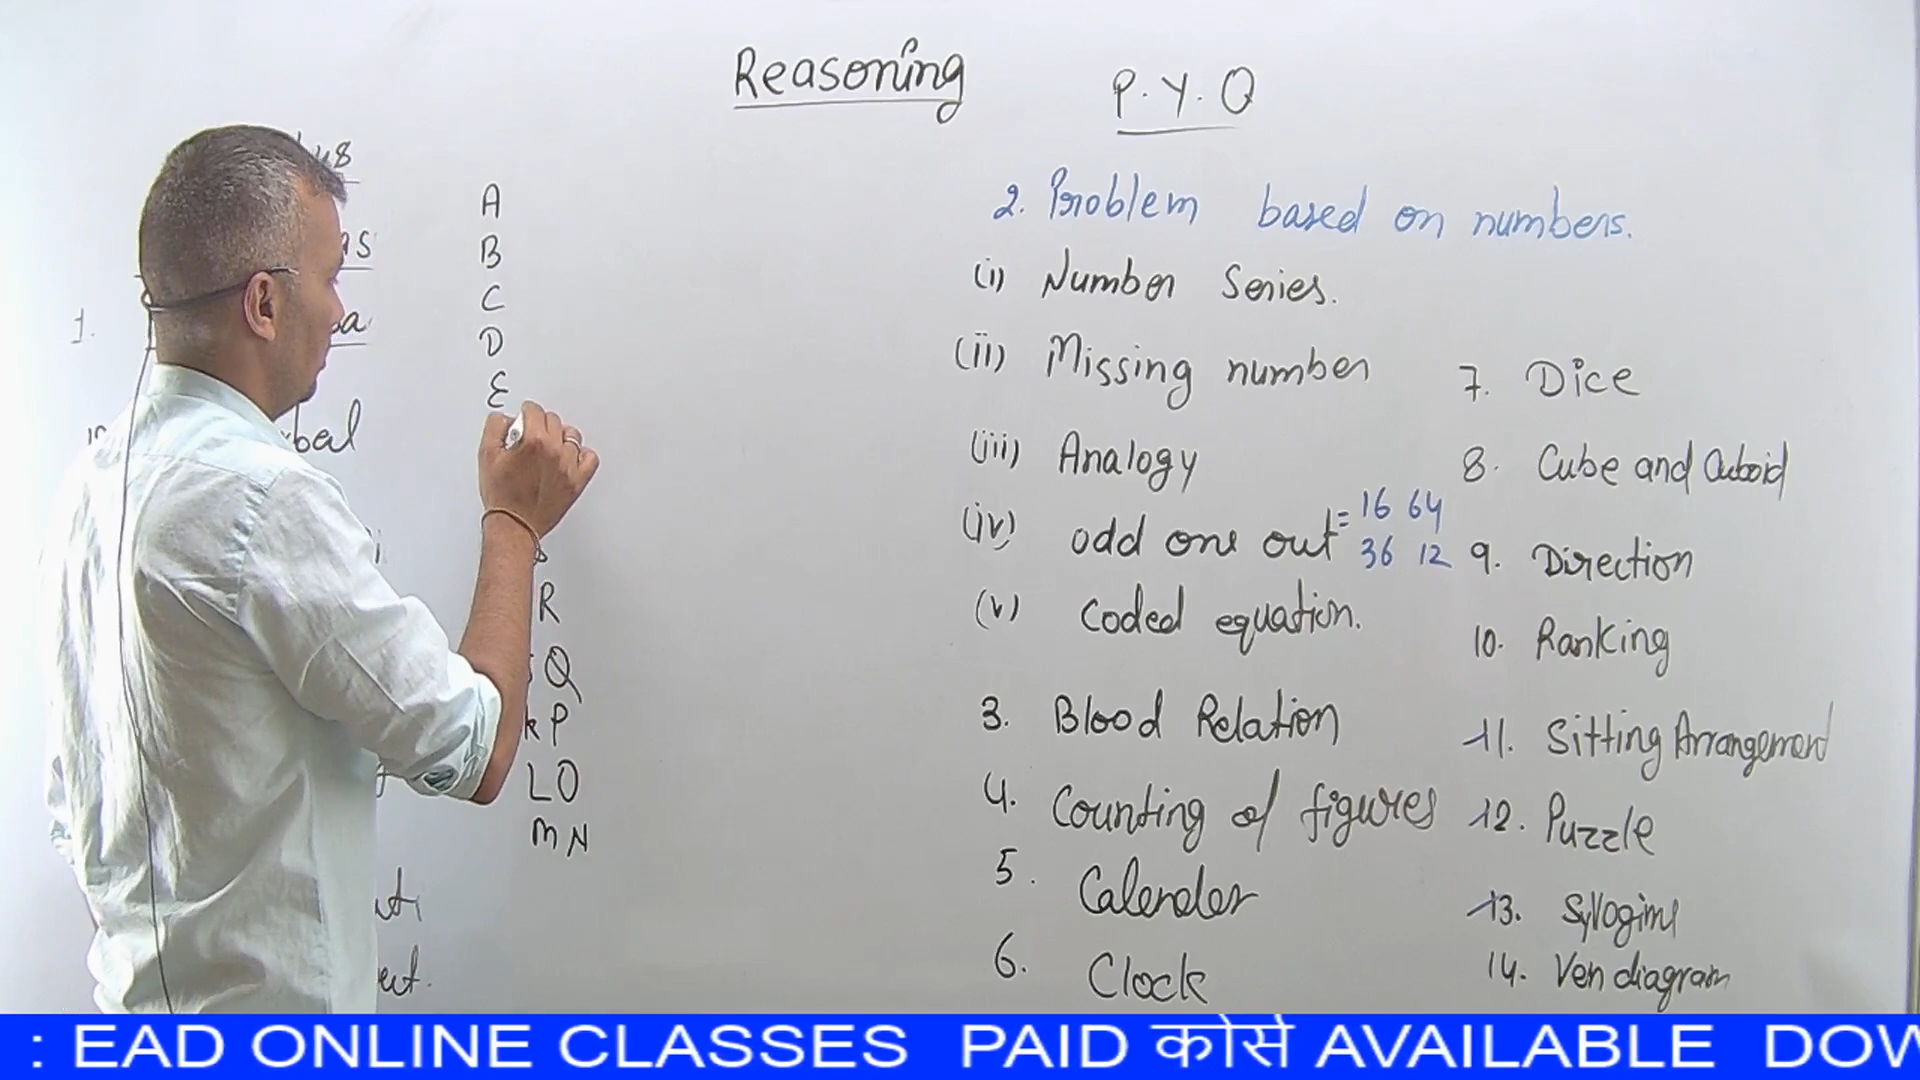 Reasoning
P.Y.Q
1.
A
B
C
D
E
R
Q
k P
L O
M N
2. Problem based on numbers.
(i) Number Series.
(ii) Missing number
(iii) Analogy
(iv) odd one out = 16 64
36 12
(v) Coded equation.
3. Blood Relation
4. Counting of figures
5. Calender
6. Clock
7. Dice
8. Cube and Cuboid
9. Direction
10. Ranking
11. Sitting Arrangement
12. Puzzle
13. Sylogims
14. Ven diagram
: EAD ONLINE CLASSES PAID कोर्स AVAILABLE DOW